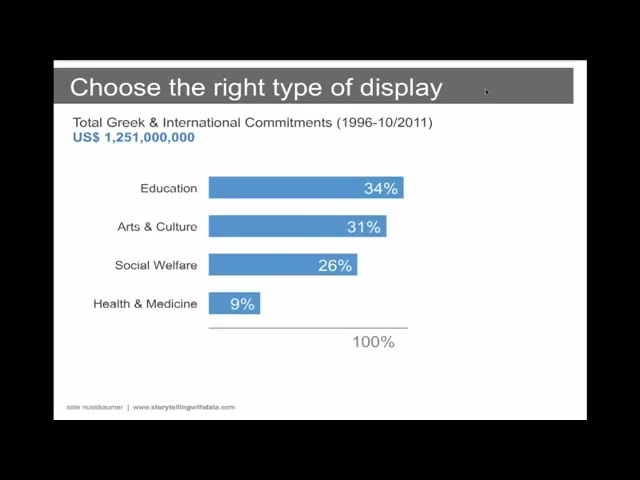 Choose the right type of display
Total Greek & International Commitments (1996-10/2011)
US$ 1,251,000,000
Education 34%
Arts & Culture 31%
Social Welfare 26%
Health & Medicine 9%
100%
cole nussbaumer | www.storytellingwithdata.com